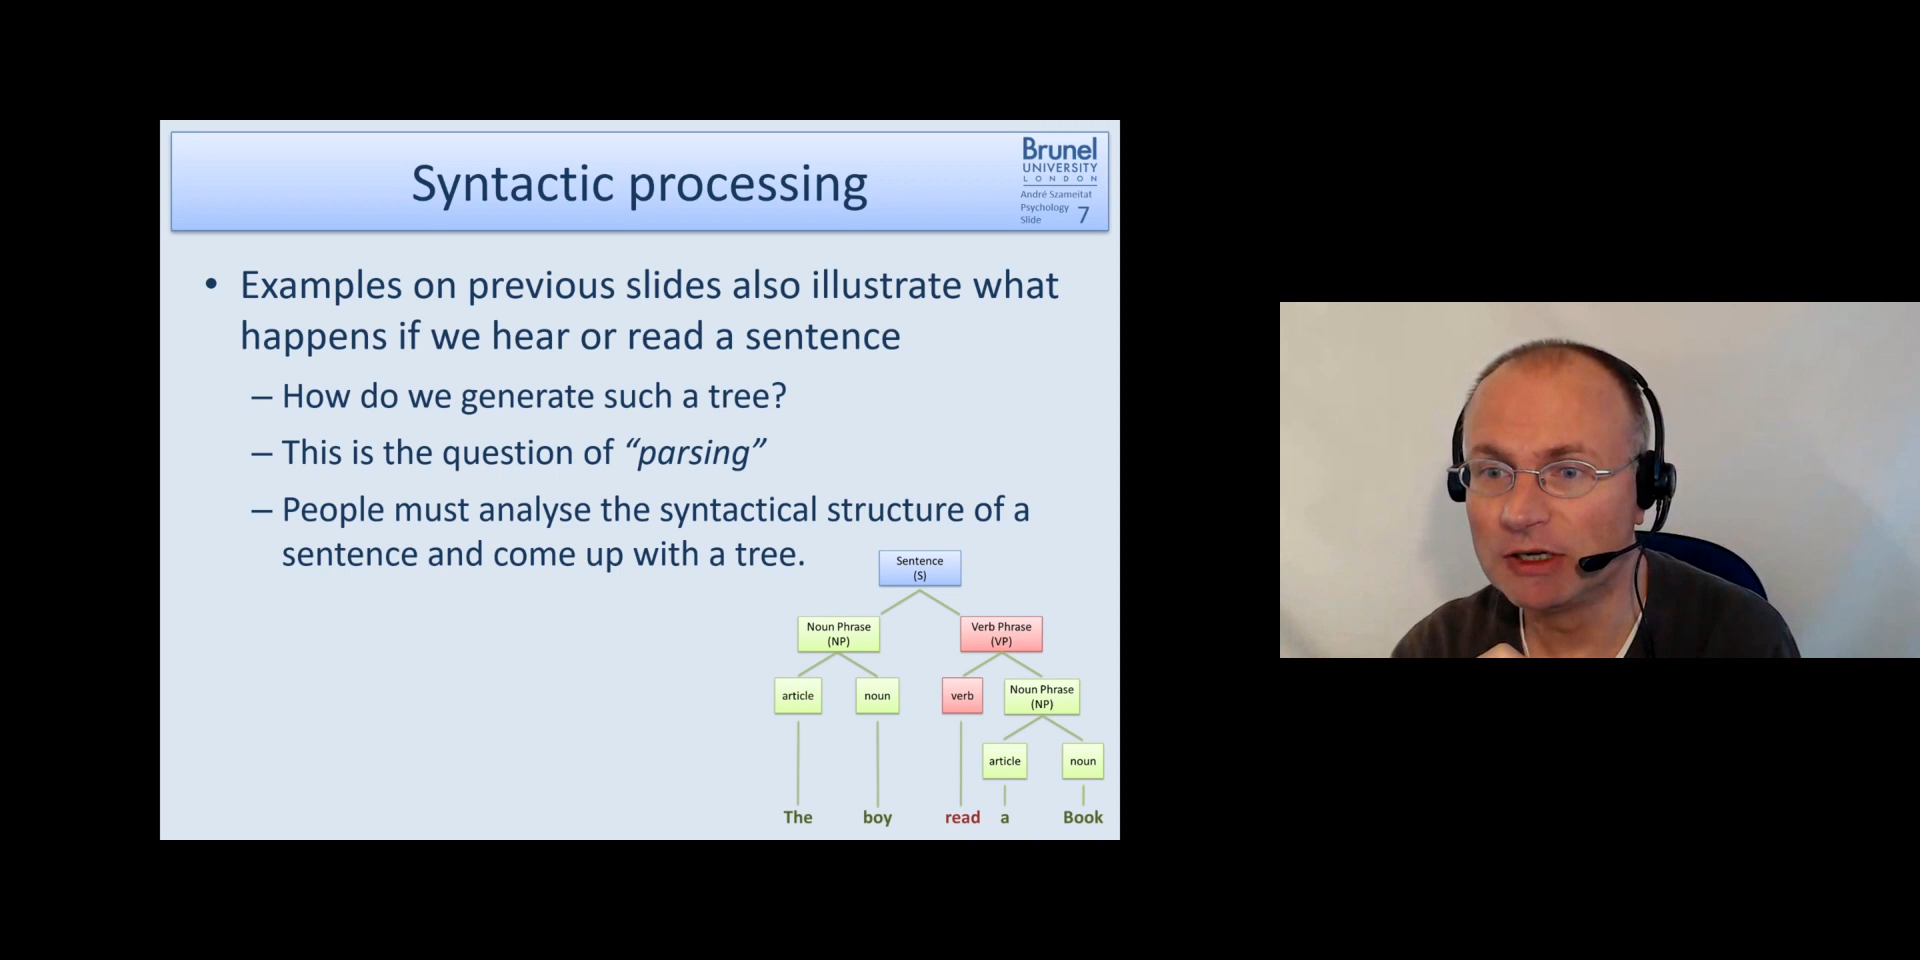 Syntactic processing
Brunel
UNIVERSITY
LONDON
André Szameitat
Psychology
Slide 7
• Examples on previous slides also illustrate what
happens if we hear or read a sentence
– How do we generate such a tree?
– This is the question of “parsing”
– People must analyse the syntactical structure of a
sentence and come up with a tree.
Sentence
(S)
Noun Phrase
(NP)
Verb Phrase
(VP)
article
noun
verb
Noun Phrase
(NP)
article
noun
The boy read a Book